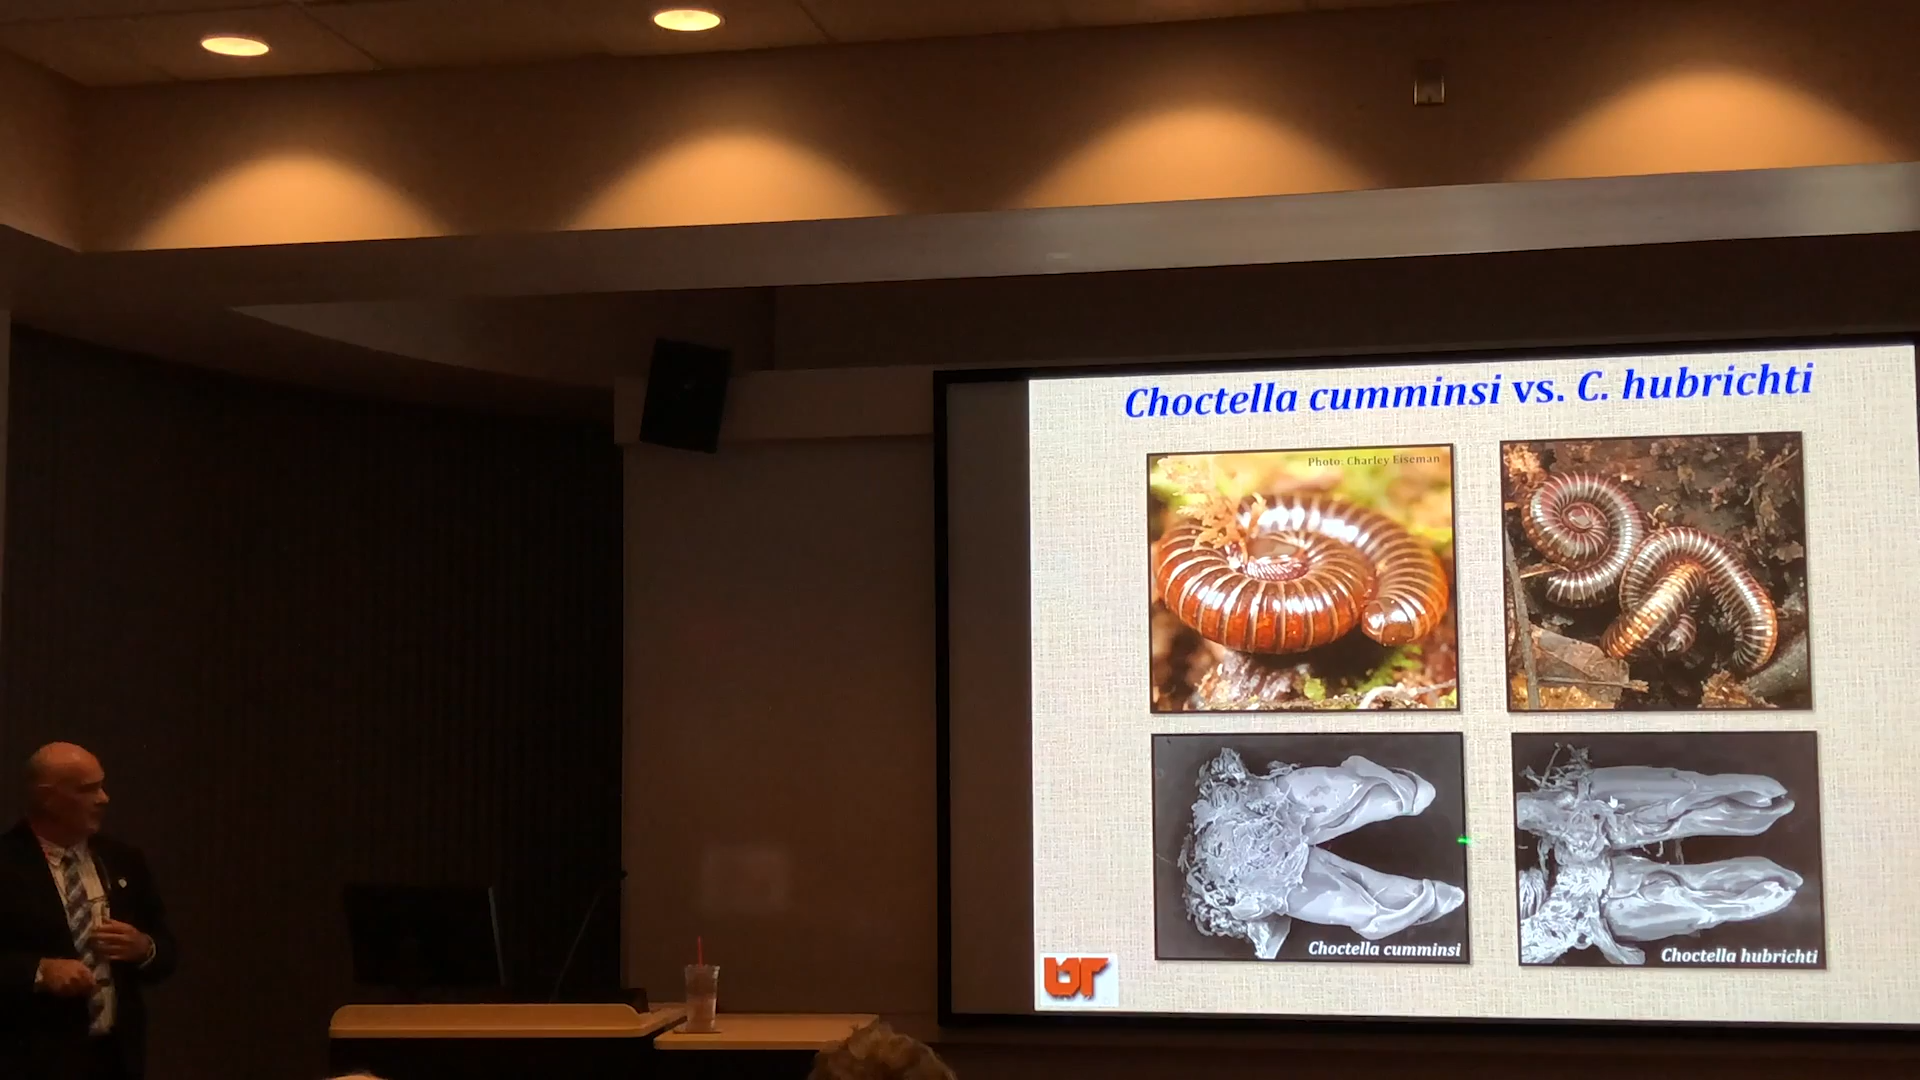 Choctella cumminsi vs. C. hubrichti
Photo: Charley Eiseman
Choctella cumminsi
Choctella hubrichti
UT